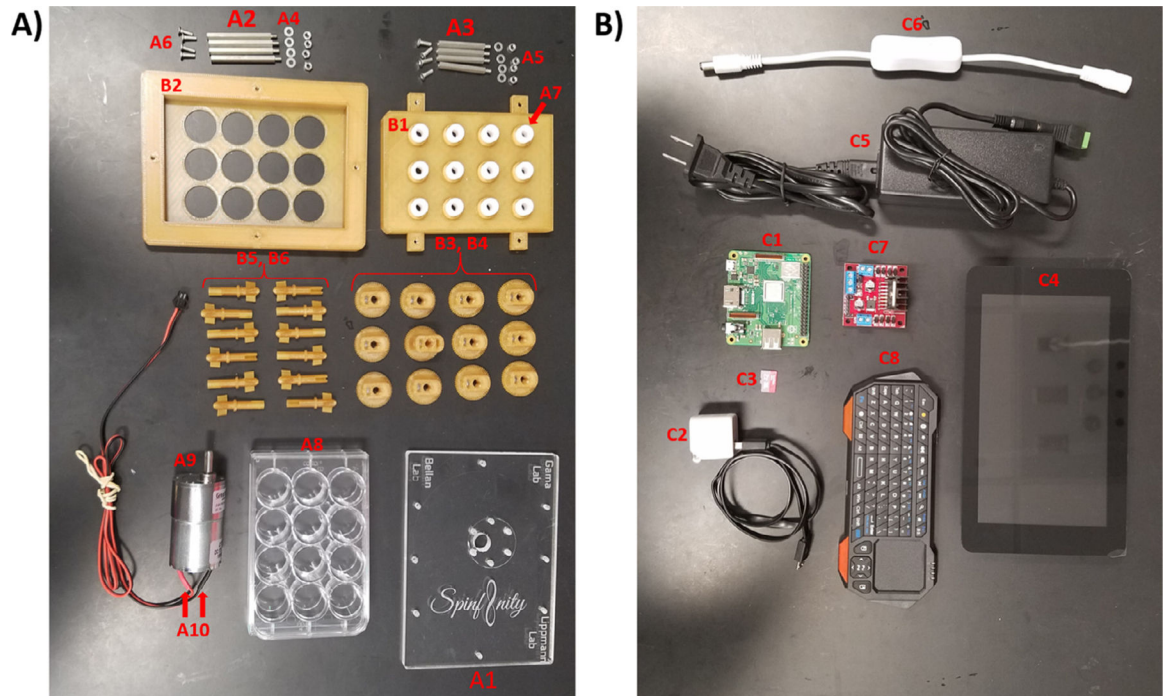 A)
A2
A4
A3
A6
A5
A7
B2
B1
B3, B4
B5, B6
A9
A8
Bellan
Lab
Gama
Lab
Spinfinity
Lippmann
Lab
A10
A1
B)
C6
C5
C1
C7
C4
C3
C8
C2